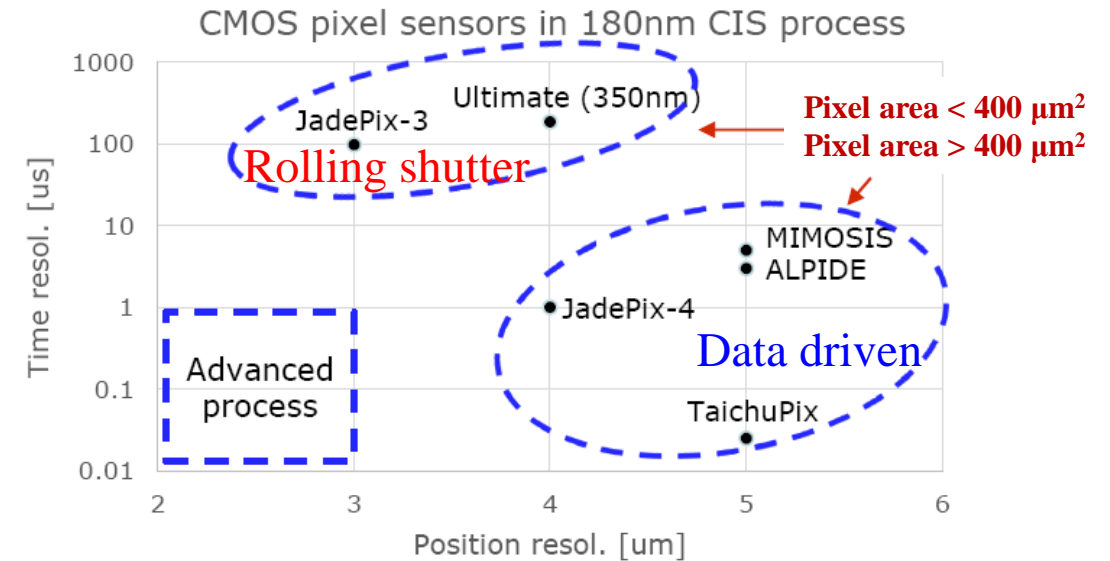 CMOS pixel sensors in 180nm CIS process
Time resol. [us]
1000
100
10
1
0.1
0.01
Ultimate (350nm)
JadePix-3
Rolling shutter
Pixel area < 400 μm²
Pixel area > 400 μm²
MIMOSIS
ALPIDE
JadePix-4
Data driven
TaichuPix
Advanced
process
2 3 4 5 6
Position resol. [um]